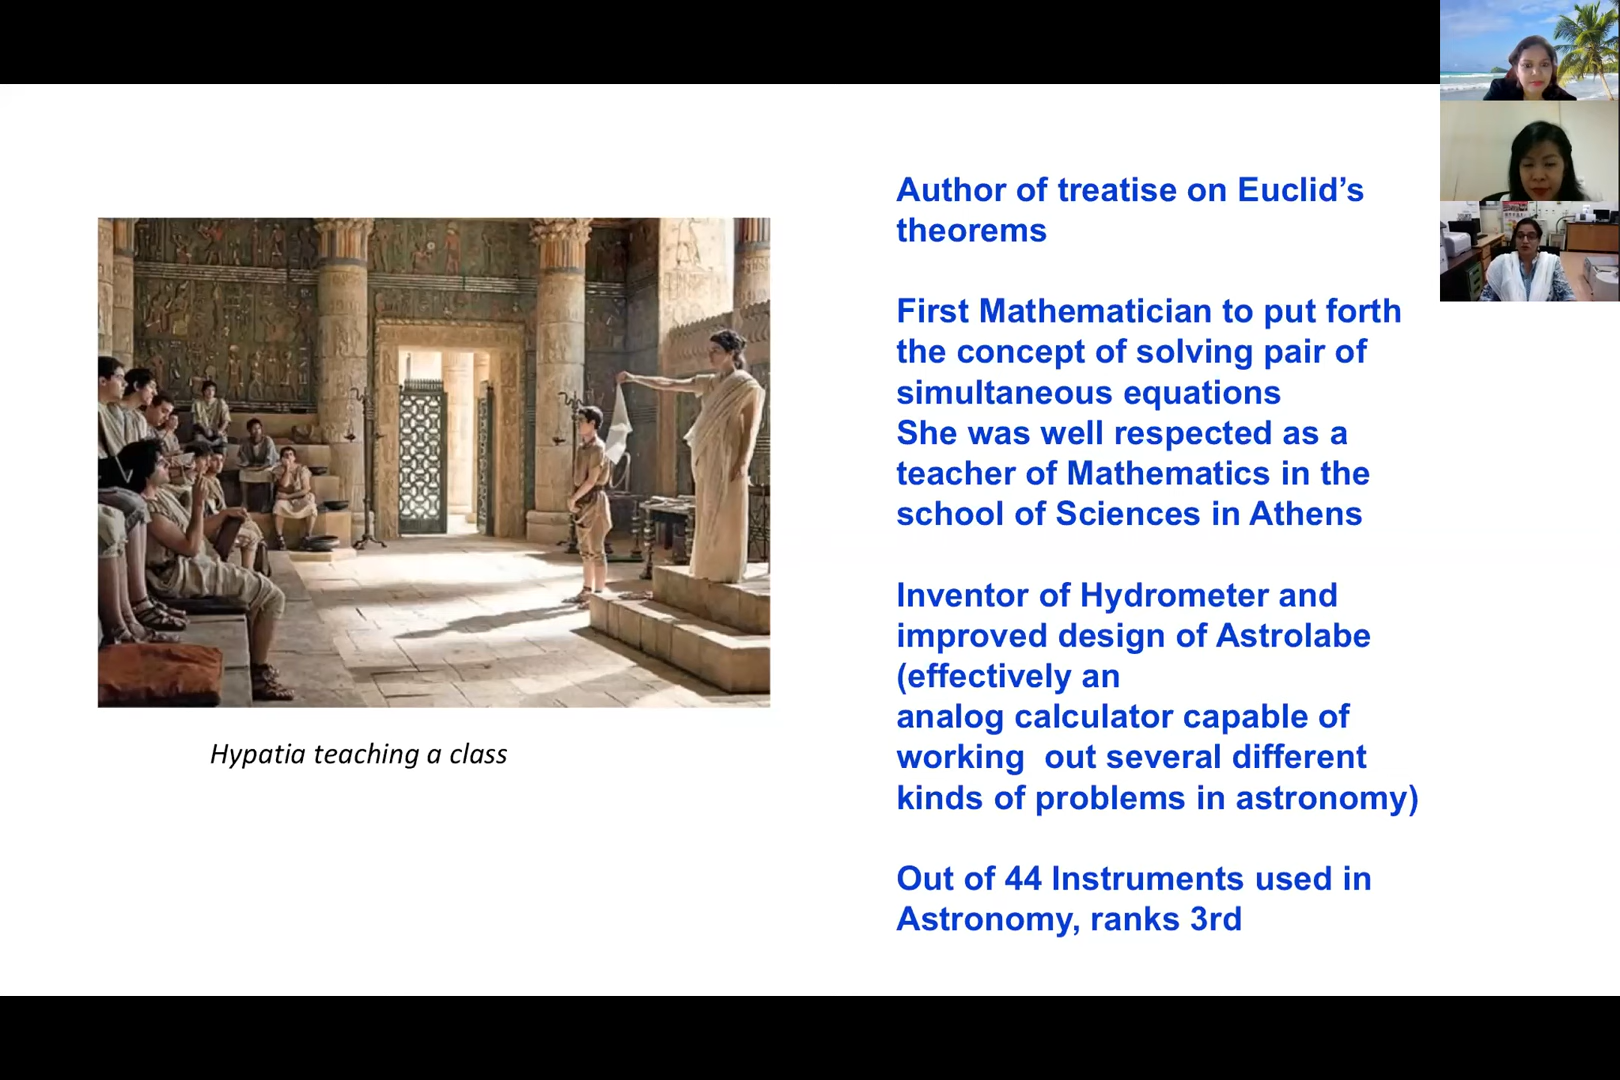 Author of treatise on Euclid’s
theorems
First Mathematician to put forth
the concept of solving pair of
simultaneous equations
She was well respected as a
teacher of Mathematics in the
school of Sciences in Athens
Inventor of Hydrometer and
improved design of Astrolabe
(effectively an
analog calculator capable of
working  out several different
kinds of problems in astronomy)
Out of 44 Instruments used in
Astronomy, ranks 3rd
Hypatia teaching a class